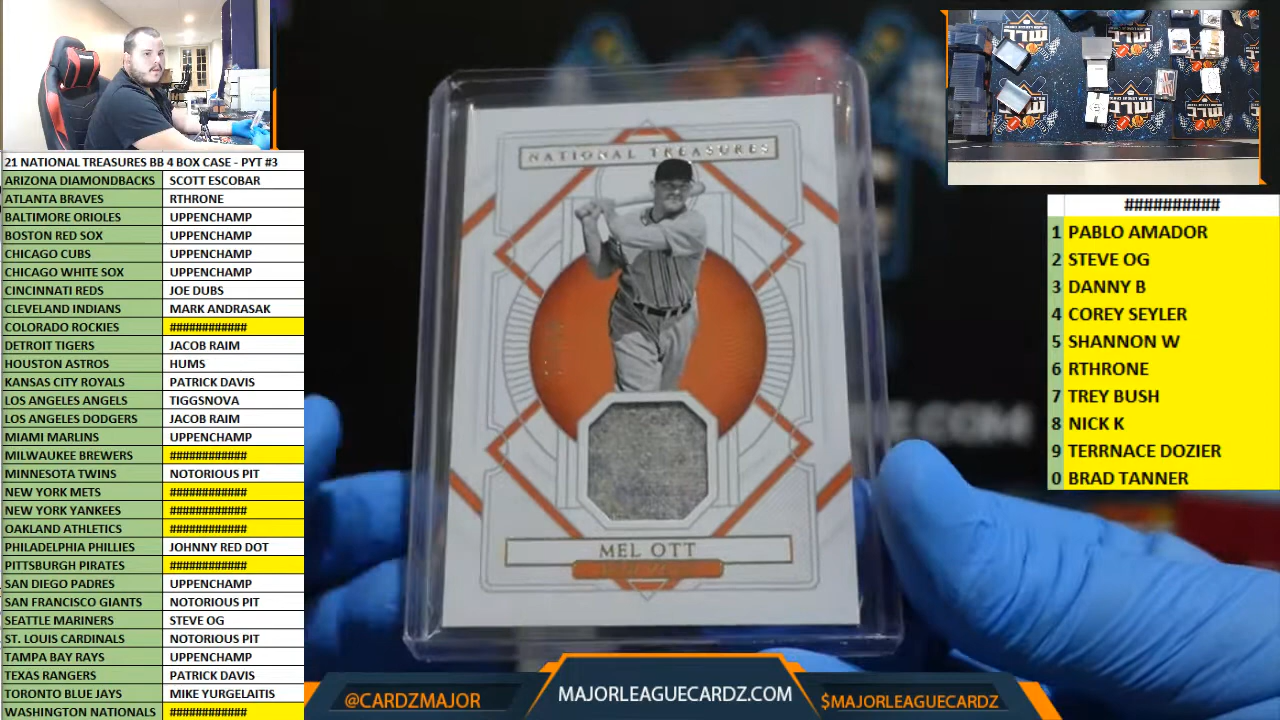 21 NATIONAL TREASURES BB 4 BOX CASE - PYT #3
ARIZONA DIAMONDBACKS SCOTT ESCOBAR
ATLANTA BRAVES RTHRONE
BALTIMORE ORIOLES UPPENCHAMP
BOSTON RED SOX UPPENCHAMP
CHICAGO CUBS UPPENCHAMP
CHICAGO WHITE SOX UPPENCHAMP
CINCINNATI REDS JOE DUBS
CLEVELAND INDIANS MARK ANDRASAK
COLORADO ROCKIES ############
DETROIT TIGERS JACOB RAIM
HOUSTON ASTROS HUMS
KANSAS CITY ROYALS PATRICK DAVIS
LOS ANGELES ANGELS TIGGSNOVA
LOS ANGELES DODGERS JACOB RAIM
MIAMI MARLINS UPPENCHAMP
MILWAUKEE BREWERS ############
MINNESOTA TWINS NOTORIOUS PIT
NEW YORK METS ############
NEW YORK YANKEES ############
OAKLAND ATHLETICS ############
PHILADELPHIA PHILLIES JOHNNY RED DOT
PITTSBURGH PIRATES ############
SAN DIEGO PADRES UPPENCHAMP
SAN FRANCISCO GIANTS NOTORIOUS PIT
SEATTLE MARINERS STEVE OG
ST. LOUIS CARDINALS NOTORIOUS PIT
TAMPA BAY RAYS UPPENCHAMP
TEXAS RANGERS PATRICK DAVIS
TORONTO BLUE JAYS MIKE YURGELAITIS
WASHINGTON NATIONALS ############
NATIONAL TREASURES
MEL OTT
##########
1 PABLO AMADOR
2 STEVE OG
3 DANNY B
4 COREY SEYLER
5 SHANNON W
6 RTHRONE
7 TREY BUSH
8 NICK K
9 TERRNACE DOZIER
0 BRAD TANNER
@CARDZMAJOR
MAJORLEAGUECARDZ.COM
$MAJORLEAGUECARDZ